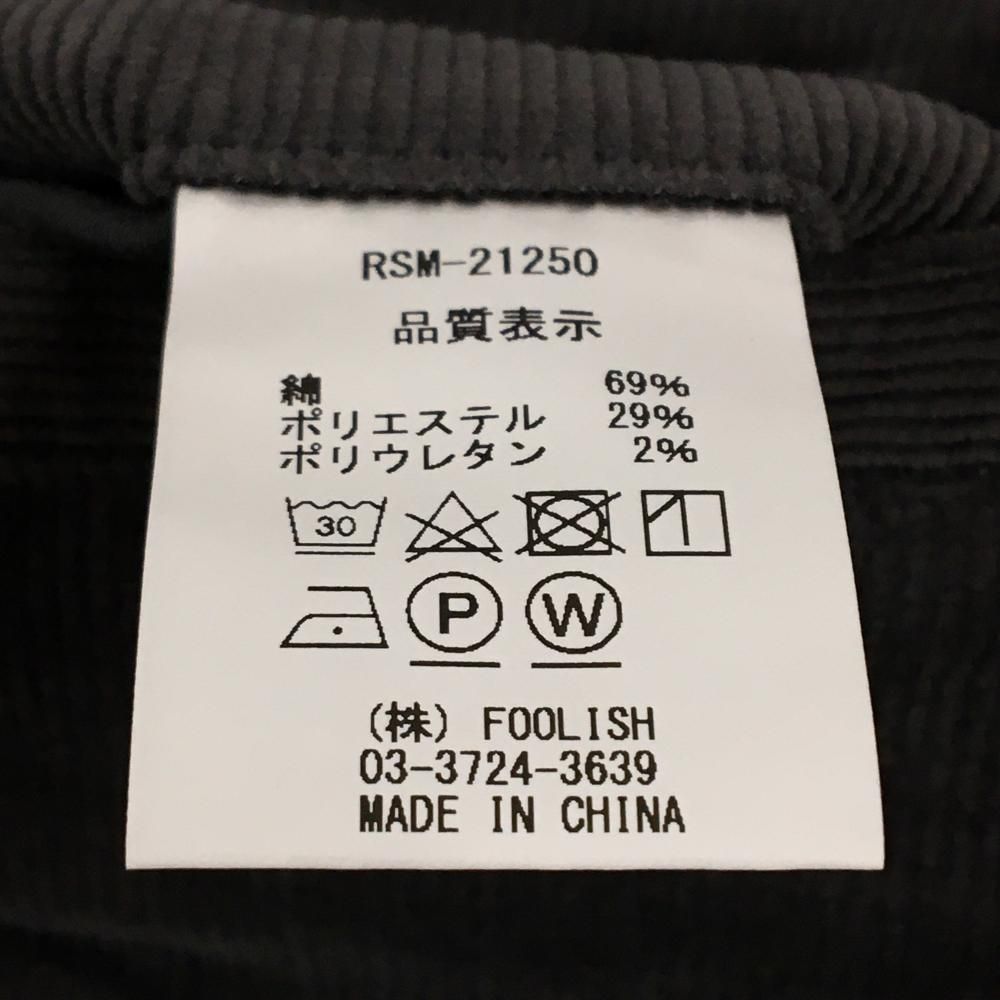 RSM-21250
品質表示
綿 69%
ポリエステル 29%
ポリウレタン 2%
30
P W
(株) FOOLISH
03-3724-3639
MADE IN CHINA